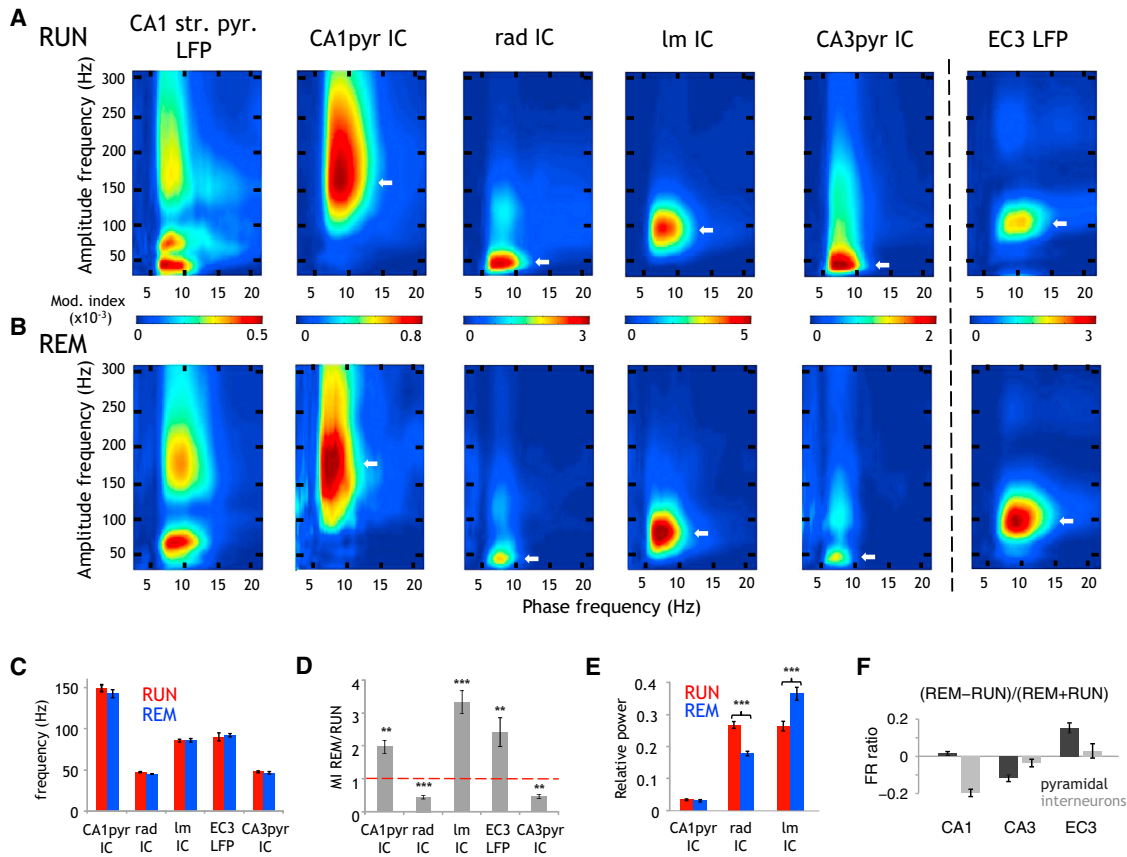 A
RUN
CA1 str. pyr.
LFP
CA1pyr IC
rad IC
lm IC
CA3pyr IC
EC3 LFP
Amplitude frequency (Hz)
300
250
200
150
100
50
5 10 15 20
5 10 15 20
5 10 15 20
5 10 15 20
5 10 15 20
5 10 15 20
Mod. index
(x10-3)
0 0.5
0 0.8
0 3
0 5
0 2
0 3
B
REM
Amplitude frequency (Hz)
300
200
150
100
50
5 10 15 20
5 10 15 20
5 10 15 20
5 10 15 20
5 10 15 20
5 10 15 20
Phase frequency (Hz)
C
frequency (Hz)
150
100
50
0
RUN
REM
CA1pyr
IC
rad
IC
lm
IC
EC3
LFP
CA3pyr
IC
D
MI REM/RUN
4
3
2
1
0
**
***
***
**
**
CA1pyr
IC
rad
IC
lm
IC
EC3
LFP
CA3pyr
IC
E
Relative power
0.4
0.3
0.2
0.1
0
RUN
REM
***
***
CA1pyr
IC
rad
IC
lm
IC
F
(REM−RUN)/(REM+RUN)
FR ratio
0.2
0
−0.2
pyramidal
interneurons
CA1
CA3
EC3